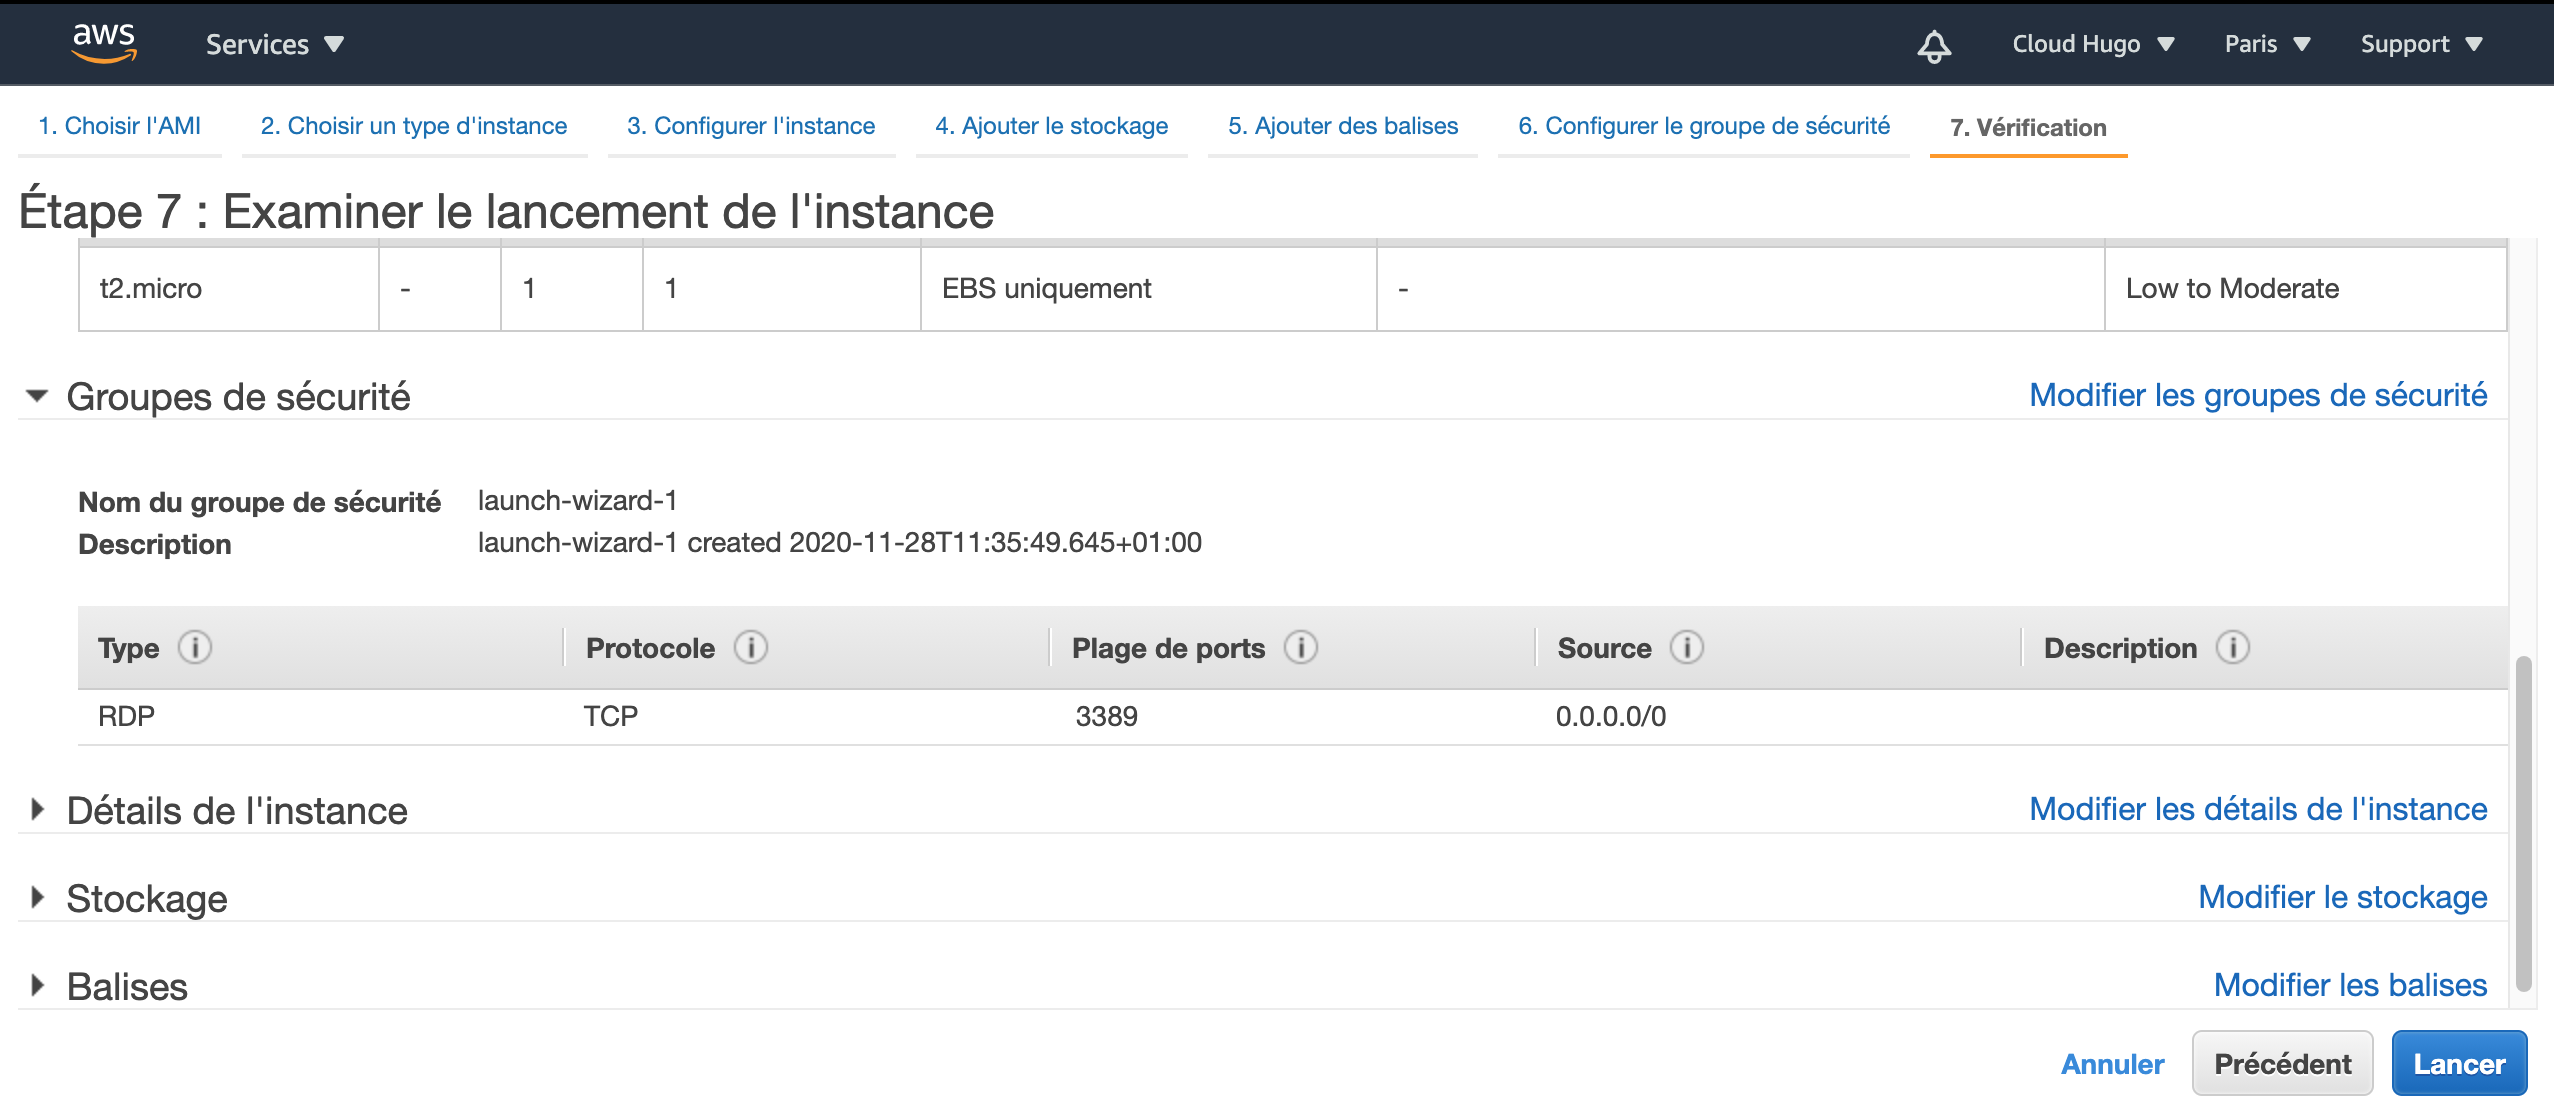 aws Services Cloud Hugo Paris Support
1. Choisir l'AMI 2. Choisir un type d'instance 3. Configurer l'instance 4. Ajouter le stockage 5. Ajouter des balises 6. Configurer le groupe de sécurité 7. Vérification
Étape 7 : Examiner le lancement de l'instance
t2.micro - 1 1 EBS uniquement - Low to Moderate
Groupes de sécurité Modifier les groupes de sécurité
Nom du groupe de sécurité launch-wizard-1
Description launch-wizard-1 created 2020-11-28T11:35:49.645+01:00
Type i Protocole i Plage de ports i Source i Description i
RDP TCP 3389 0.0.0.0/0
Détails de l'instance Modifier les détails de l'instance
Stockage Modifier le stockage
Balises Modifier les balises
Annuler Précédent Lancer